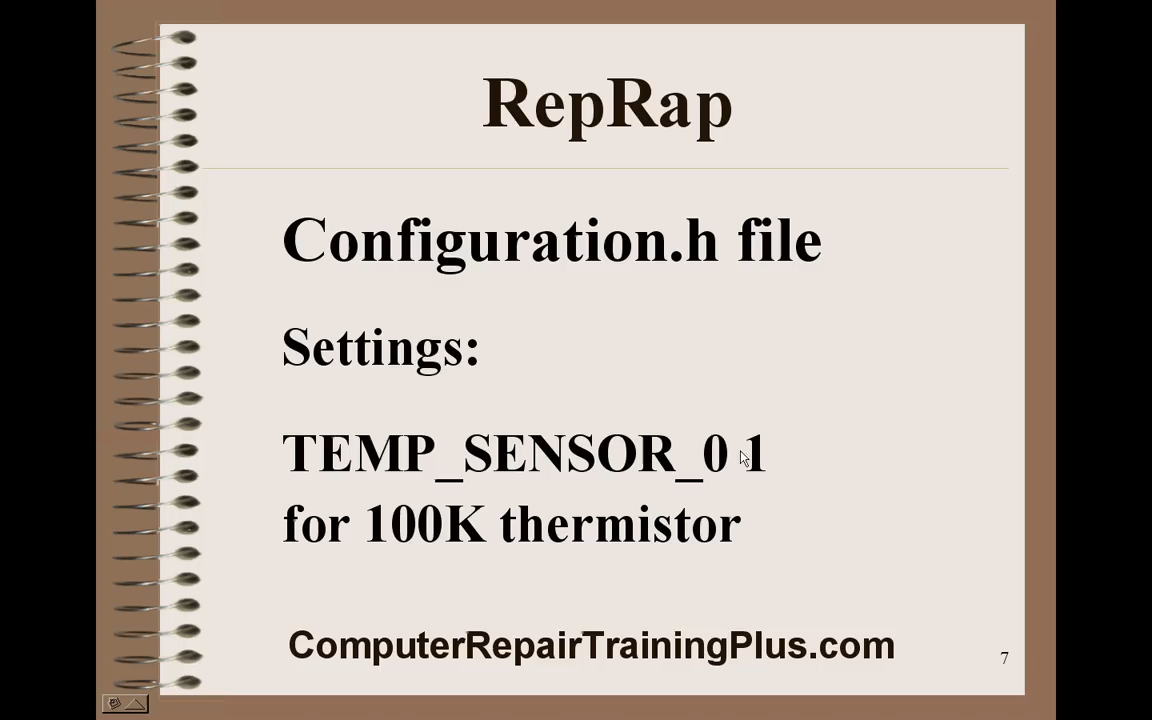 RepRap
Configuration.h file
Settings:
TEMP_SENSOR_0 1
for 100K thermistor
ComputerRepairTrainingPlus.com
7